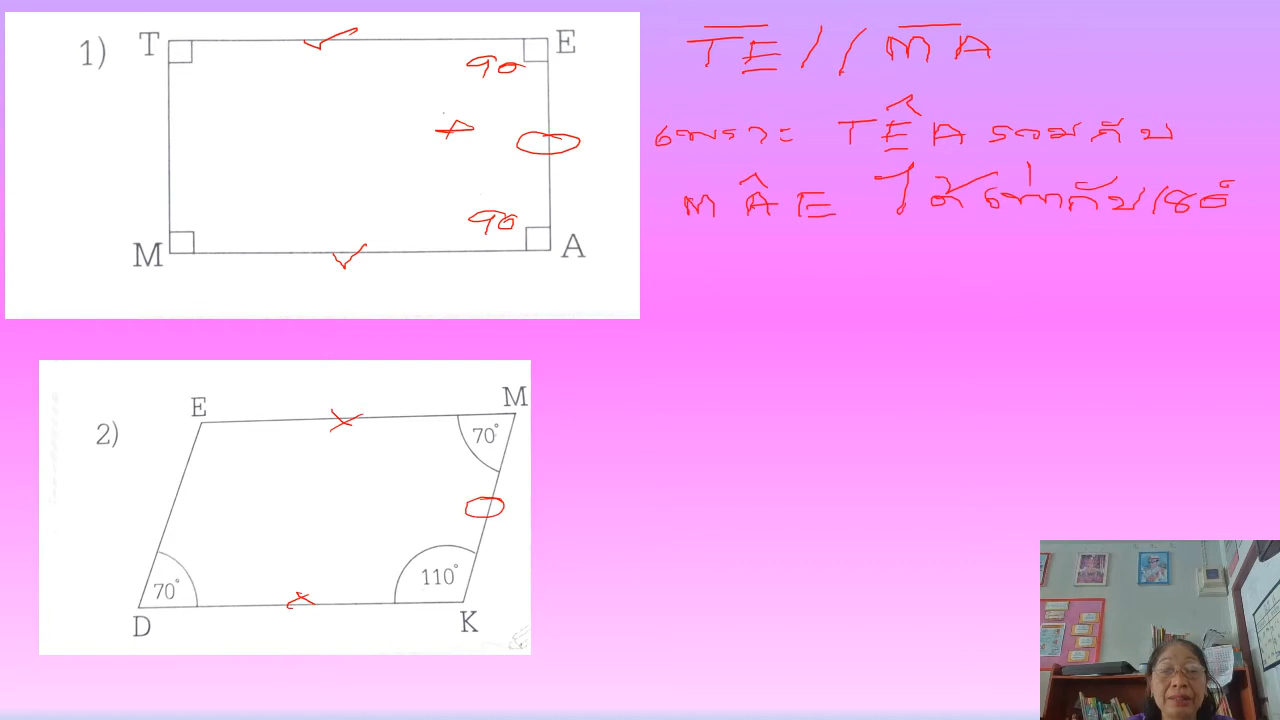 1)
T
E
90
+
90
M
A
TE // MA
เพราะ TÊA รวมกับ
MÂE ได้เท่ากับ 180
2)
E
M
70°
70°
110°
D
K